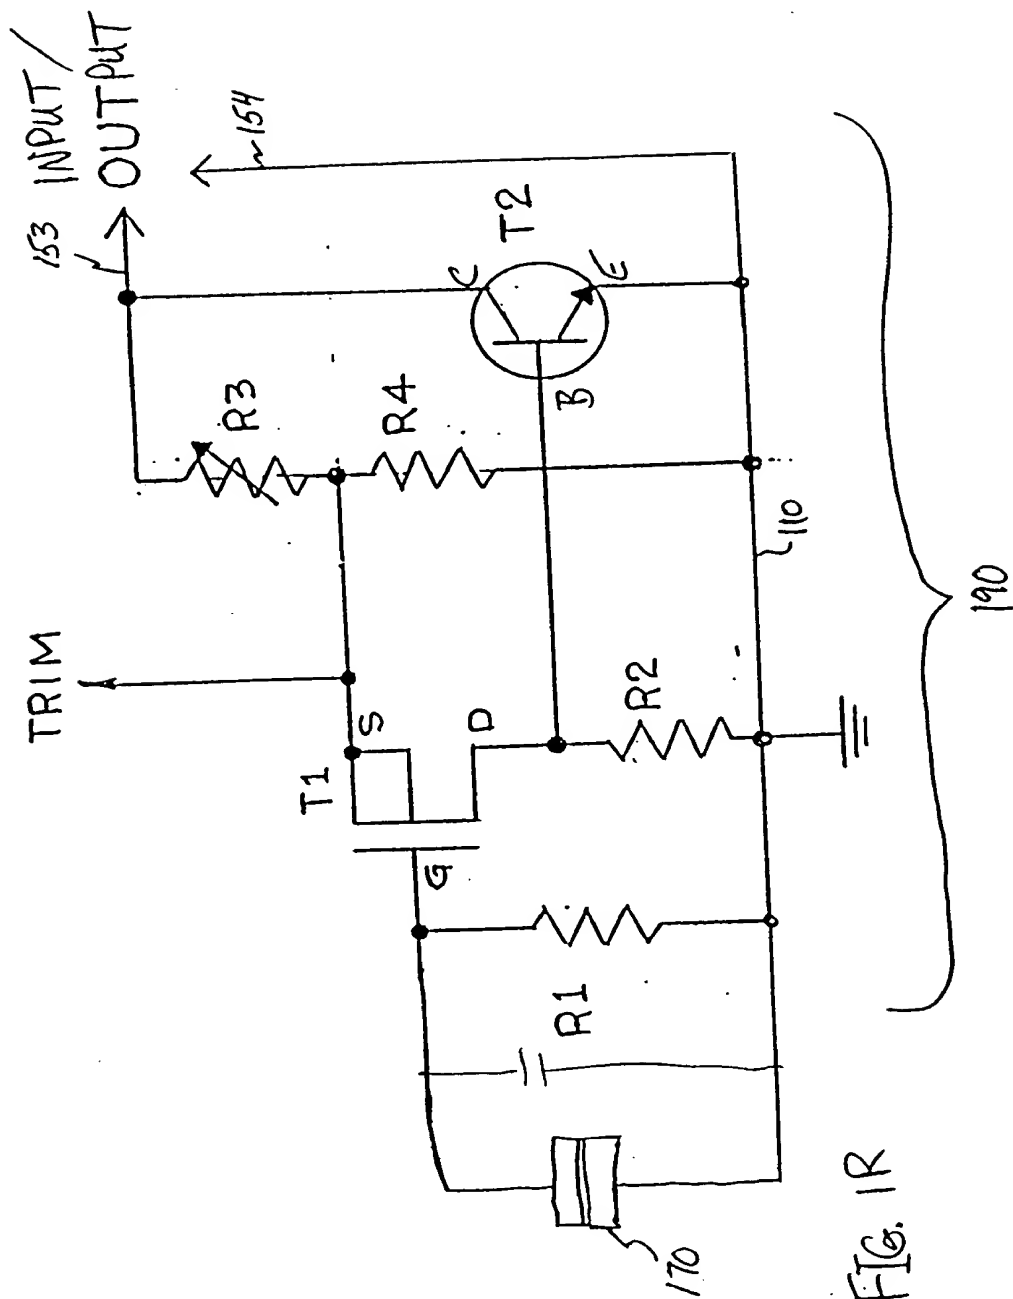 153
INPUT /
OUTPUT
154
TRIM
T1
S
G
D
R3
R4
C
T2
B
E
R1
R2
110
170
190
FIG. 1R